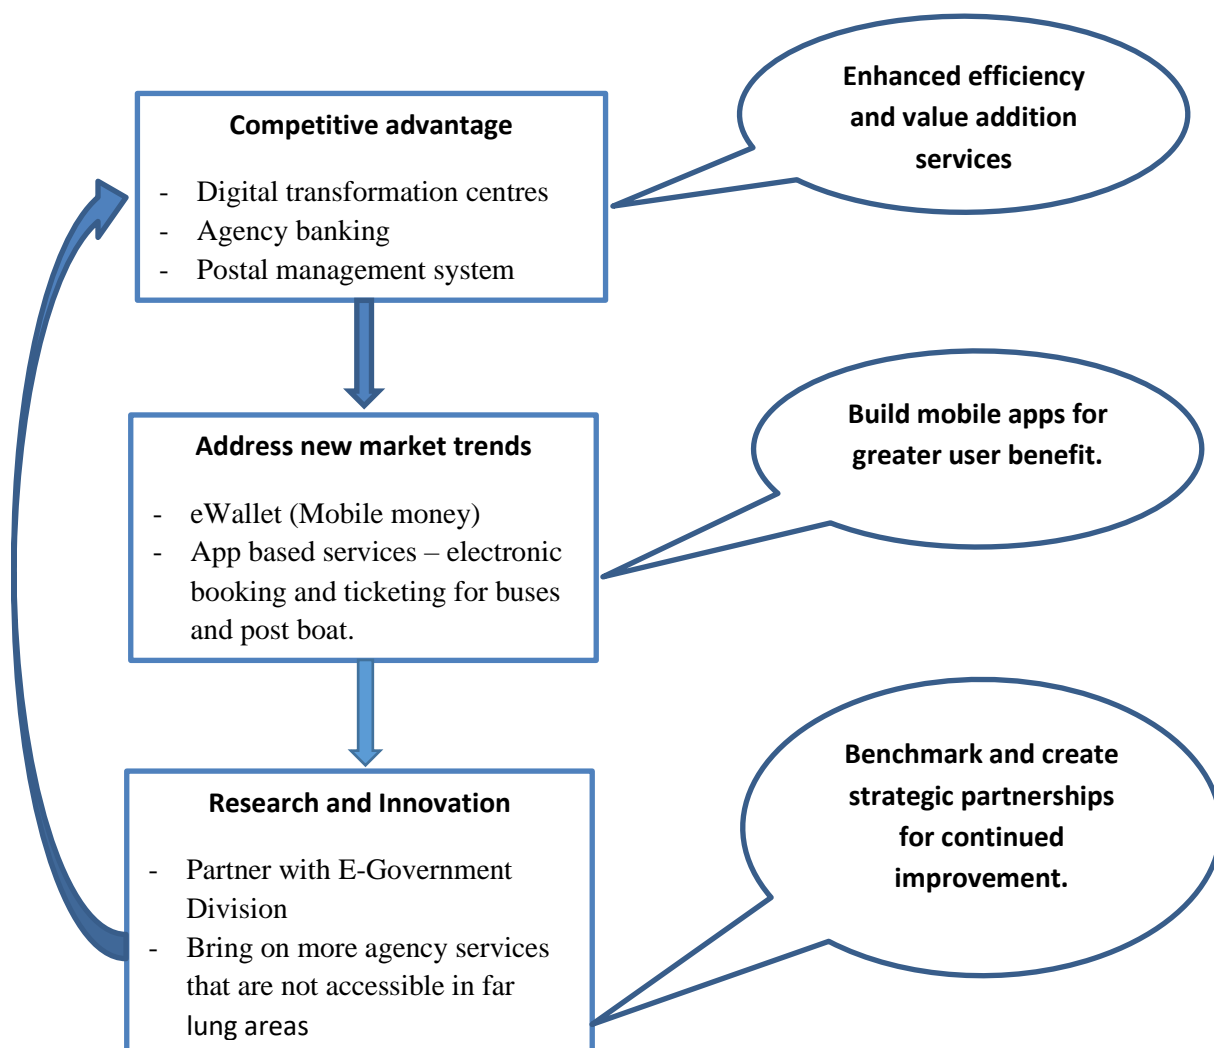 Enhanced efficiency
and value addition
services
Competitive advantage
- Digital transformation centres
- Agency banking
- Postal management system
Build mobile apps for
greater user benefit.
Address new market trends
- eWallet (Mobile money)
- App based services – electronic
booking and ticketing for buses
and post boat.
Benchmark and create
strategic partnerships
for continued
improvement.
Research and Innovation
- Partner with E-Government
Division
- Bring on more agency services
that are not accessible in far
lung areas